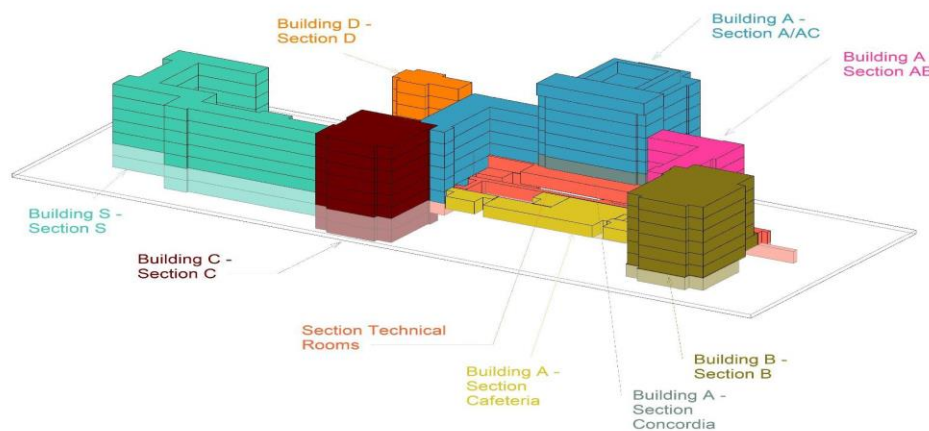 Building D -
Section D
Building A -
Section A/AC
Building A
Section AB
Building S -
Section S
Building C -
Section C
Section Technical
Rooms
Building A -
Section
Cafeteria
Building A -
Section
Concordia
Building B -
Section B